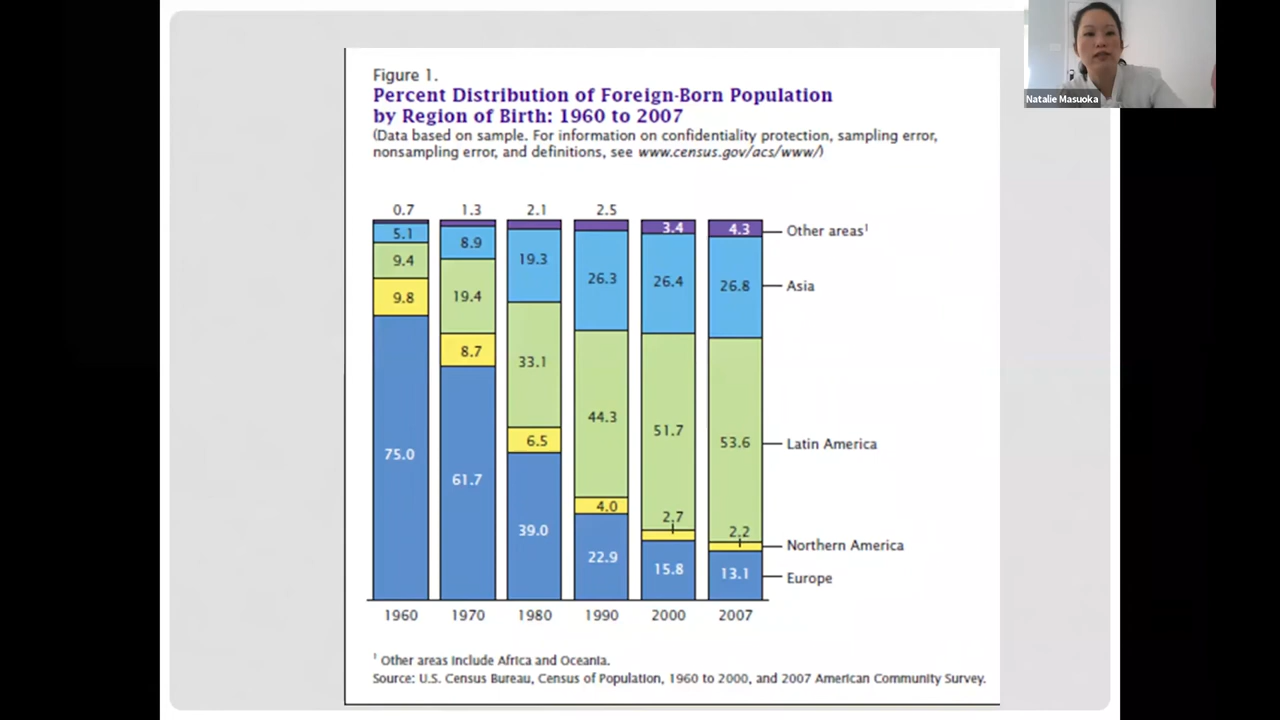 Natalie Masuoka
Figure 1.
Percent Distribution of Foreign-Born Population
by Region of Birth: 1960 to 2007
(Data based on sample. For information on confidentiality protection, sampling error,
nonsampling error, and definitions, see www.census.gov/acs/www/)
0.7 1.3 2.1 2.5 3.4 4.3 Other areas¹
5.1 8.9 19.3 26.3 26.4 26.8 Asia
9.4 19.4 33.1 44.3 51.7 53.6 Latin America
9.8 8.7 6.5 4.0 2.7 2.2 Northern America
75.0 61.7 39.0 22.9 15.8 13.1 Europe
1960 1970 1980 1990 2000 2007
¹ Other areas include Africa and Oceania.
Source: U.S. Census Bureau, Census of Population, 1960 to 2000, and 2007 American Community Survey.